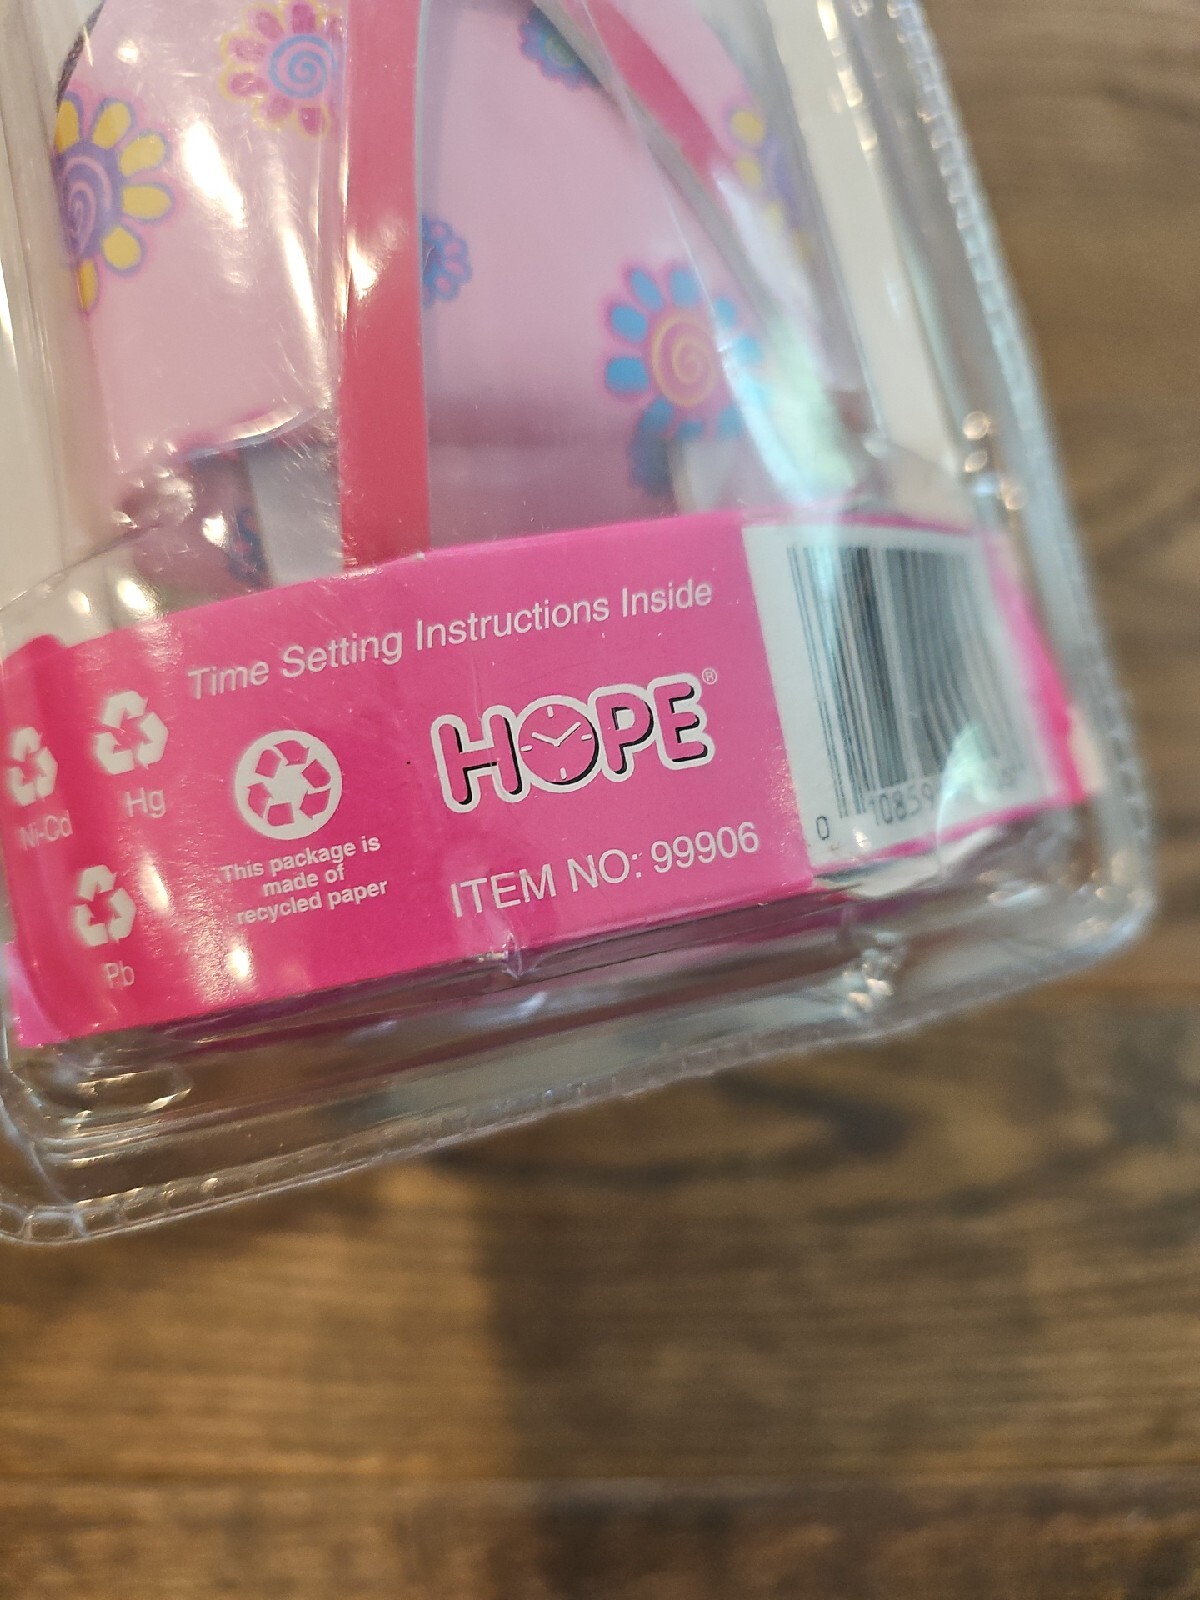 Time Setting Instructions Inside
Ni-Cd
Hg
Pb
This package is
made of
recycled paper
HOPE®
ITEM NO: 99906
0